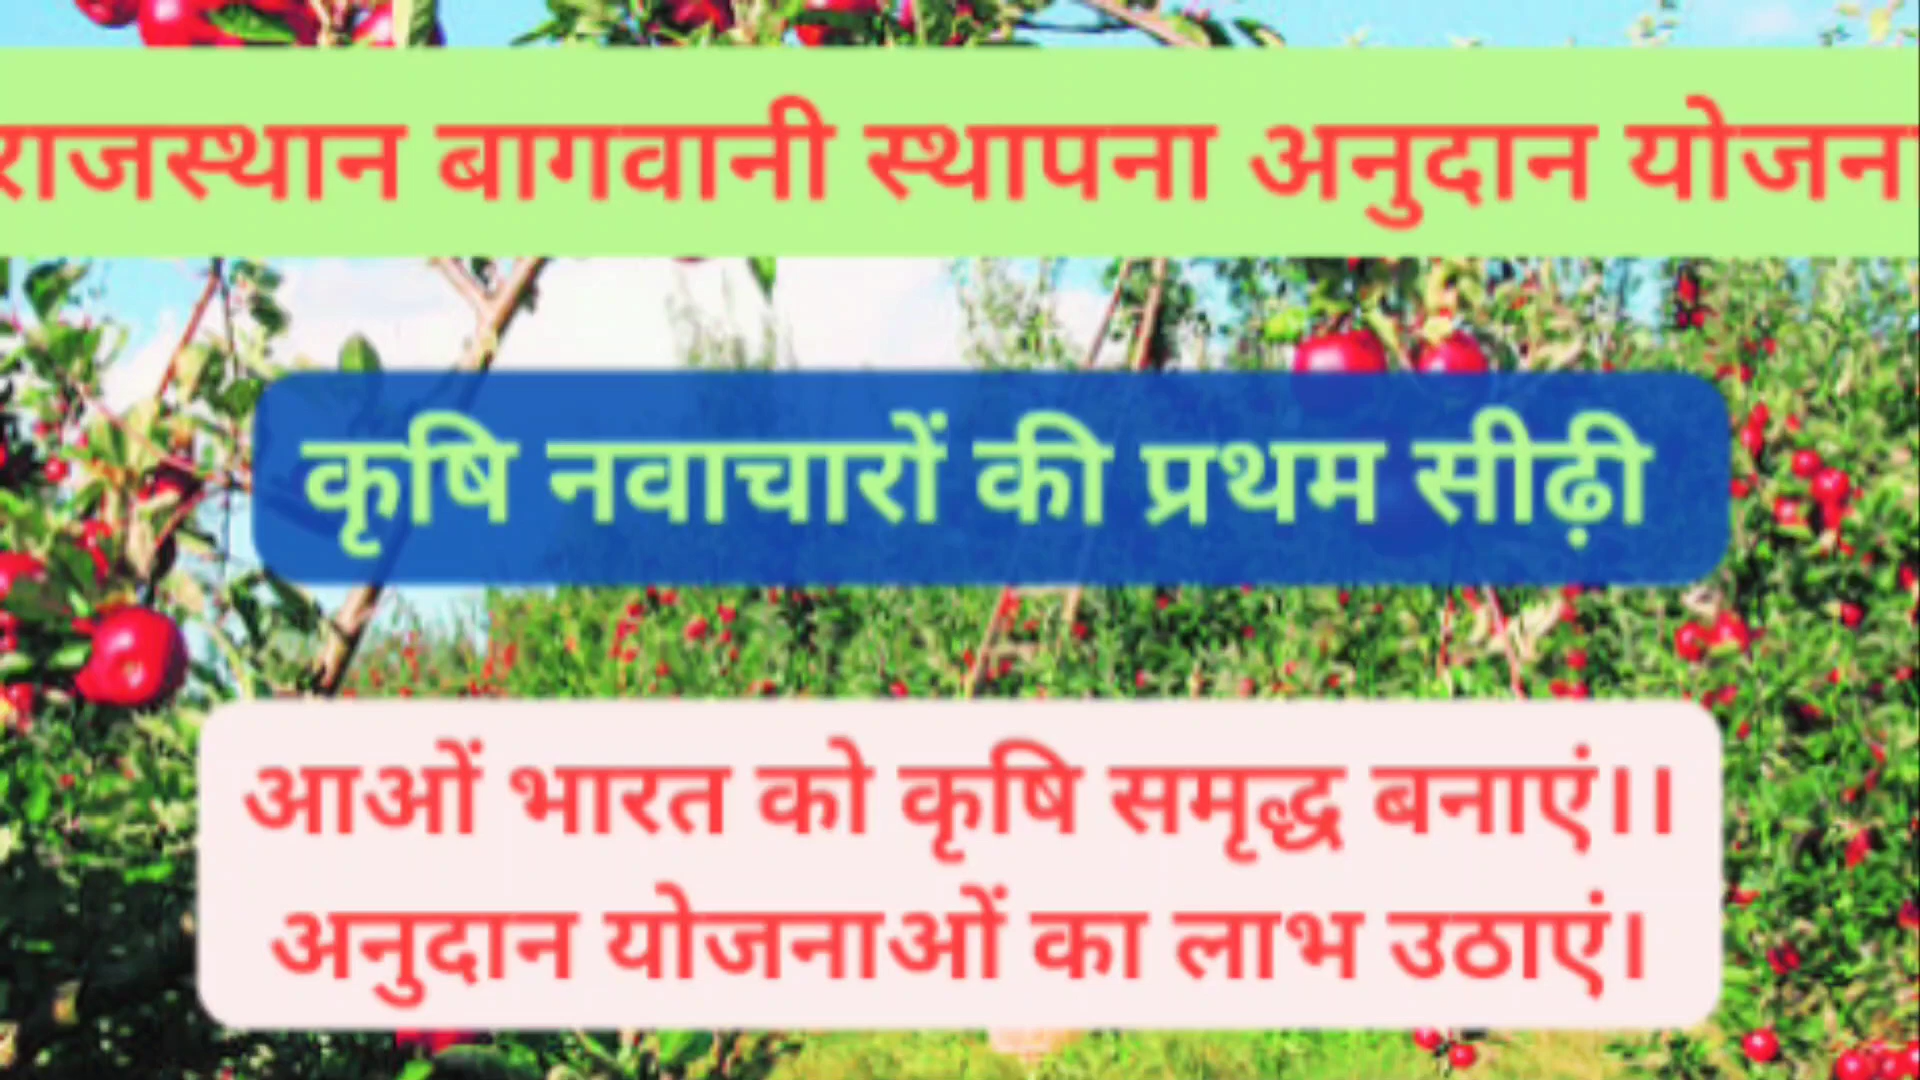 राजस्थान बागवानी स्थापना अनुदान योजना
कृषि नवाचारों की प्रथम सीढ़ी
आओं भारत को कृषि समृद्ध बनाएं।।
अनुदान योजनाओं का लाभ उठाएं।